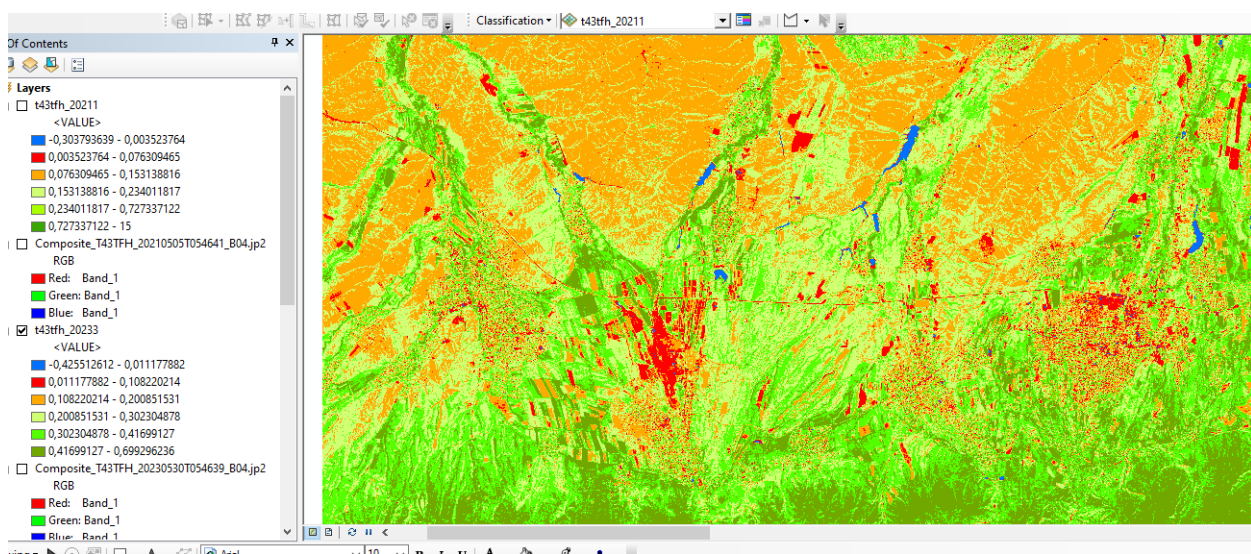 Classification
t43tfh_20211
Of Contents
Layers
t43tfh_20211
<VALUE>
-0,303793639 - 0,003523764
0,003523764 - 0,076309465
0,076309465 - 0,153138816
0,153138816 - 0,234011817
0,234011817 - 0,727337122
0,727337122 - 15
Composite_T43TFH_20210505T054641_B04.jp2
RGB
Red: Band_1
Green: Band_1
Blue: Band_1
t43tfh_20233
<VALUE>
-0,425512612 - 0,011177882
0,011177882 - 0,108220214
0,108220214 - 0,200851531
0,200851531 - 0,302304878
0,302304878 - 0,41699127
0,41699127 - 0,699296236
Composite_T43TFH_20230530T054639_B04.jp2
RGB
Red: Band_1
Green: Band_1
Blue: Band_1
Arial 10 B I U A